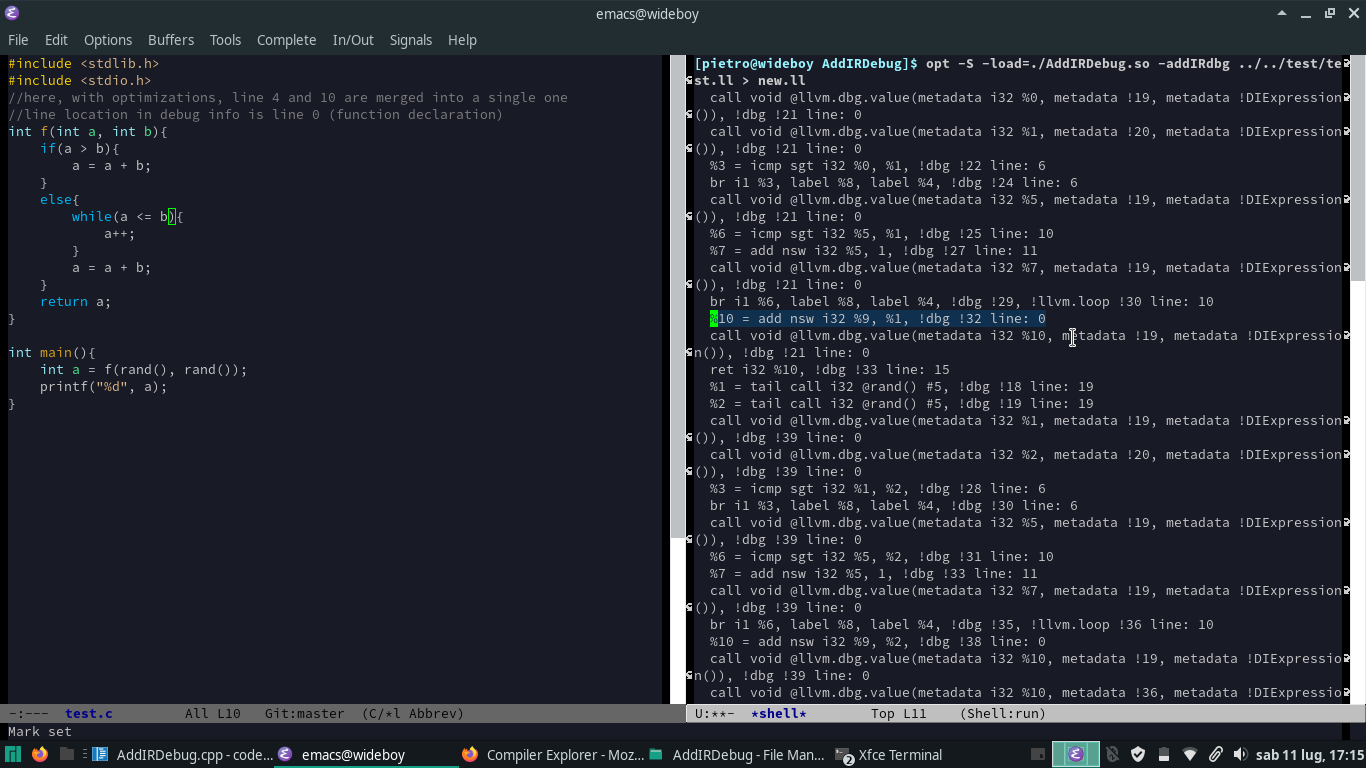 emacs@wideboy
File Edit Options Buffers Tools Complete In/Out Signals Help
#include <stdlib.h>
#include <stdio.h>
//here, with optimizations, line 4 and 10 are merged into a single one
//line location in debug info is line 0 (function declaration)
int f(int a, int b){
    if(a > b){
        a = a + b;
    }
    else{
        while(a <= b){
            a++;
        }
        a = a + b;
    }
    return a;
}

int main(){
    int a = f(rand(), rand());
    printf("%d", a);
}
-:--- test.c All L10 Git:master (C/*l Abbrev)
[pietro@wideboy AddIRDebug]$ opt -S -load=./AddIRDebug.so -addIRdbg ../../test/te
st.ll > new.ll
  call void @llvm.dbg.value(metadata i32 %0, metadata !19, metadata !DIExpression
()), !dbg !21 line: 0
  call void @llvm.dbg.value(metadata i32 %1, metadata !20, metadata !DIExpression
()), !dbg !21 line: 0
  %3 = icmp sgt i32 %0, %1, !dbg !22 line: 6
  br i1 %3, label %8, label %4, !dbg !24 line: 6
  call void @llvm.dbg.value(metadata i32 %5, metadata !19, metadata !DIExpression
()), !dbg !21 line: 0
  %6 = icmp sgt i32 %5, %1, !dbg !25 line: 10
  %7 = add nsw i32 %5, 1, !dbg !27 line: 11
  call void @llvm.dbg.value(metadata i32 %7, metadata !19, metadata !DIExpression
()), !dbg !21 line: 0
  br i1 %6, label %8, label %4, !dbg !29, !llvm.loop !30 line: 10
  %10 = add nsw i32 %9, %1, !dbg !32 line: 0
  call void @llvm.dbg.value(metadata i32 %10, metadata !19, metadata !DIExpressio
n()), !dbg !21 line: 0
  ret i32 %10, !dbg !33 line: 15
  %1 = tail call i32 @rand() #5, !dbg !18 line: 19
  %2 = tail call i32 @rand() #5, !dbg !19 line: 19
  call void @llvm.dbg.value(metadata i32 %1, metadata !19, metadata !DIExpression
()), !dbg !39 line: 0
  call void @llvm.dbg.value(metadata i32 %2, metadata !20, metadata !DIExpression
()), !dbg !39 line: 0
  %3 = icmp sgt i32 %1, %2, !dbg !28 line: 6
  br i1 %3, label %8, label %4, !dbg !30 line: 6
  call void @llvm.dbg.value(metadata i32 %5, metadata !19, metadata !DIExpression
()), !dbg !39 line: 0
  %6 = icmp sgt i32 %5, %2, !dbg !31 line: 10
  %7 = add nsw i32 %5, 1, !dbg !33 line: 11
  call void @llvm.dbg.value(metadata i32 %7, metadata !19, metadata !DIExpression
()), !dbg !39 line: 0
  br i1 %6, label %8, label %4, !dbg !35, !llvm.loop !36 line: 10
  %10 = add nsw i32 %9, %2, !dbg !38 line: 0
  call void @llvm.dbg.value(metadata i32 %10, metadata !19, metadata !DIExpressio
n()), !dbg !39 line: 0
  call void @llvm.dbg.value(metadata i32 %10, metadata !36, metadata !DIExpressio
U:**- *shell* Top L11 (Shell:run)
Mark set
AddIRDebug.cpp - code... emacs@wideboy Compiler Explorer - Moz... AddIRDebug - File Man... 2 Xfce Terminal sab 11 lug, 17:15